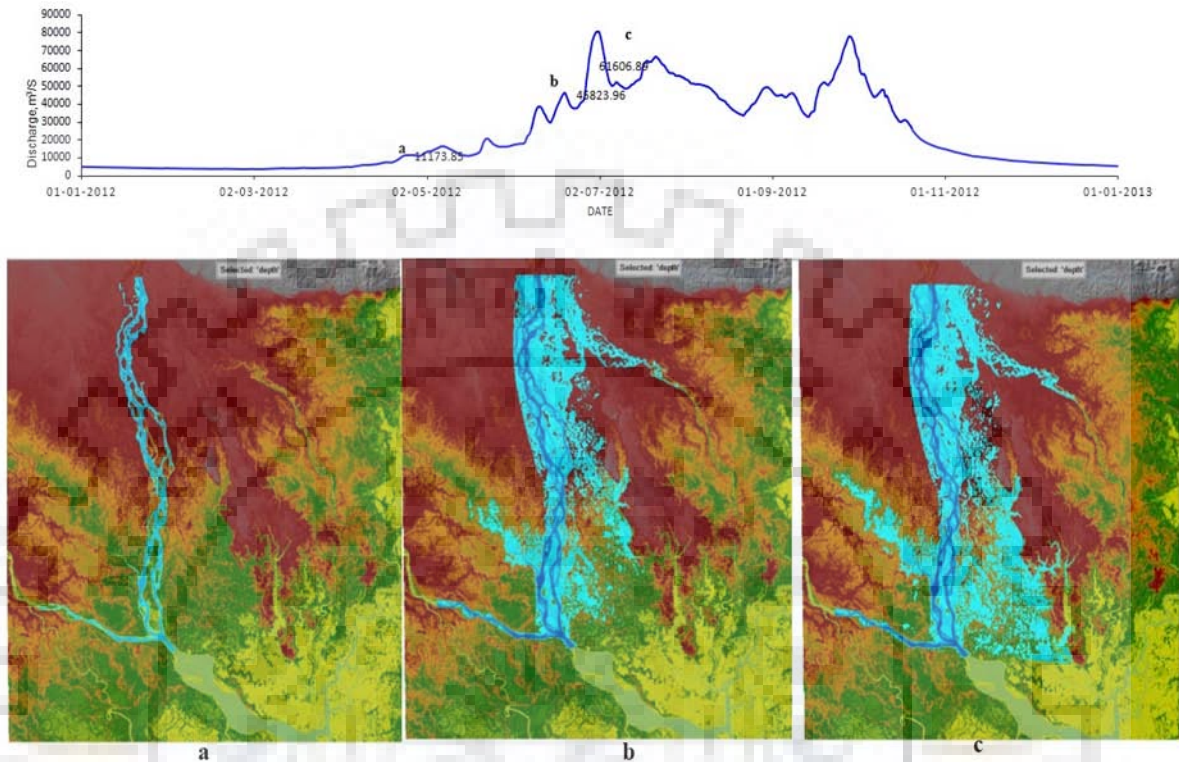 90000
80000
70000
60000
50000
40000
30000
20000
10000
0
Discharge, m³/S
a
11173.85
b
45823.96
c
61606.89
01-01-2012 02-03-2012 02-05-2012 02-07-2012 01-09-2012 01-11-2012 01-01-2013
DATE
Selected: 'depth'
Selected: 'depth'
Selected: 'depth'
a
b
c